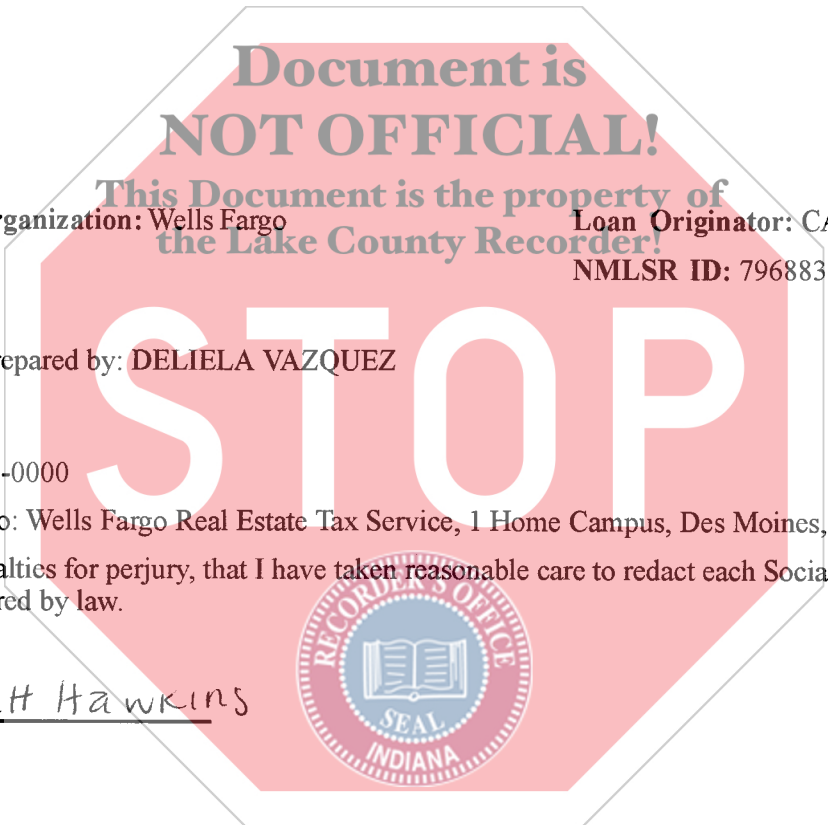 Document is
NOT OFFICIAL!
This Document is the property of
the Lake County Recorder!
rganization: Wells Fargo
Loan Originator: CA
NMLSR ID: 796883
STOP
epared by: DELIELA VAZQUEZ
-0000
o: Wells Fargo Real Estate Tax Service, 1 Home Campus, Des Moines,
alties for perjury, that I have taken reasonable care to redact each Socia
red by law.
RECORDER'S OFFICE
SEAL
INDIANA
tt Hawkins